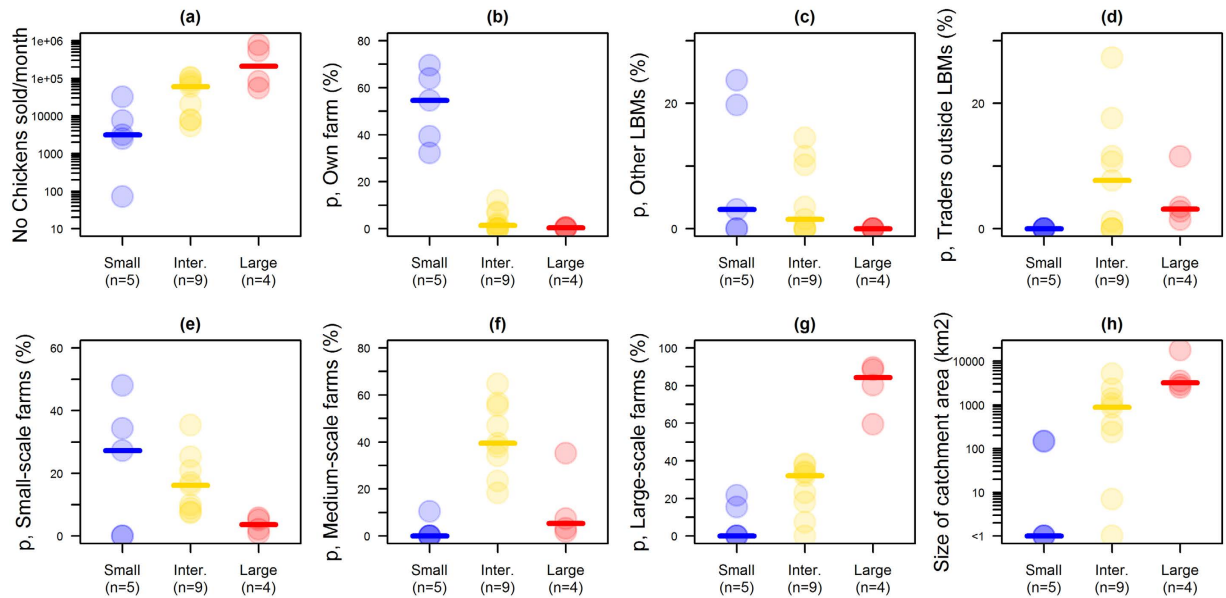 (a)
No Chickens sold/month
1e+06
1e+05
10000
1000
100
10
Small
(n=5)
Inter.
(n=9)
Large
(n=4)
(b)
p, Own farm (%)
80
60
40
20
0
Small
(n=5)
Inter.
(n=9)
Large
(n=4)
(c)
p, Other LBMs (%)
20
0
Small
(n=5)
Inter.
(n=9)
Large
(n=4)
(d)
p, Traders outside LBMs (%)
20
0
Small
(n=5)
Inter.
(n=9)
Large
(n=4)
(e)
p, Small-scale farms (%)
60
40
20
0
Small
(n=5)
Inter.
(n=9)
Large
(n=4)
(f)
p, Medium-scale farms (%)
80
60
40
20
0
Small
(n=5)
Inter.
(n=9)
Large
(n=4)
(g)
p, Large-scale farms (%)
100
80
60
40
20
0
Small
(n=5)
Inter.
(n=9)
Large
(n=4)
(h)
Size of catchment area (km2)
10000
1000
100
10
<1
Small
(n=5)
Inter.
(n=9)
Large
(n=4)